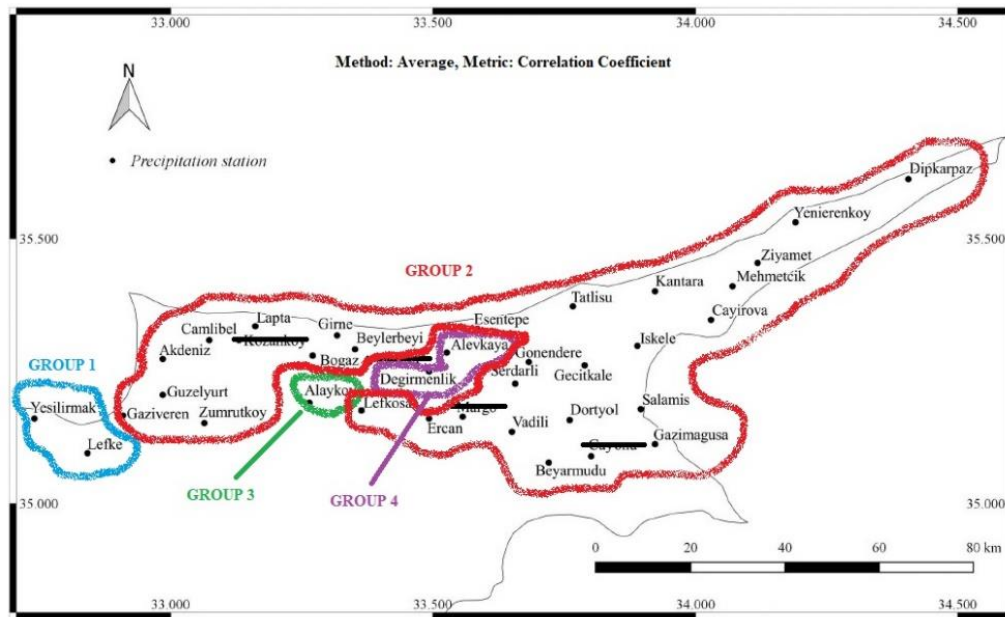 33.000 33.500 34.000 34.500
Method: Average, Metric: Correlation Coefficient
N
Precipitation station
Dipkarpaz
Yenierenkoy
35.500 35.500
Ziyamet
GROUP 2
Kantara
Mehmetcik
Tatlisu
Lapta
Girne
Esentepe
Cayirova
Camlibel
Kozankoy
Beylerbeyi
Alevkaya
Iskele
Akdeniz
Bogaz
Gonendere
GROUP 1
Degirmenlik
Serdarli
Gecitkale
Guzelyurt
Alaykoy
Yesilirmak
Gaziveren
Zumrutkoy
Lefkosa
Margo
Dortyol
Salamis
Lefke
Ercan
Vadili
Gazimagusa
Cayonu
GROUP 3
GROUP 4
Beyarmudu
35.000 35.000
0 20 40 60 80 km
33.000 33.500 34.000 34.500